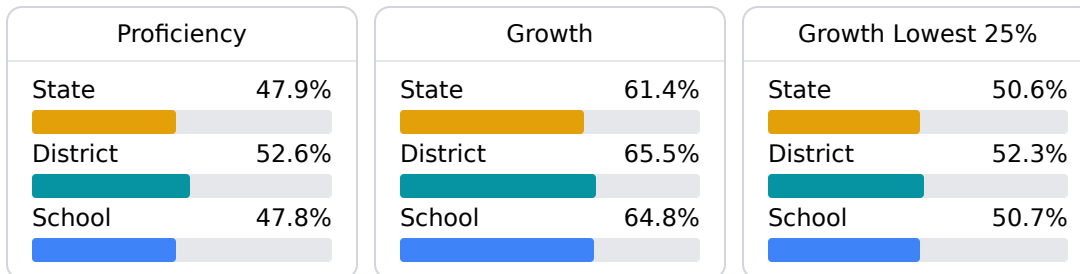 Proficiency
State 47.9%
District 52.6%
School 47.8%
Growth
State 61.4%
District 65.5%
School 64.8%
Growth Lowest 25%
State 50.6%
District 52.3%
School 50.7%